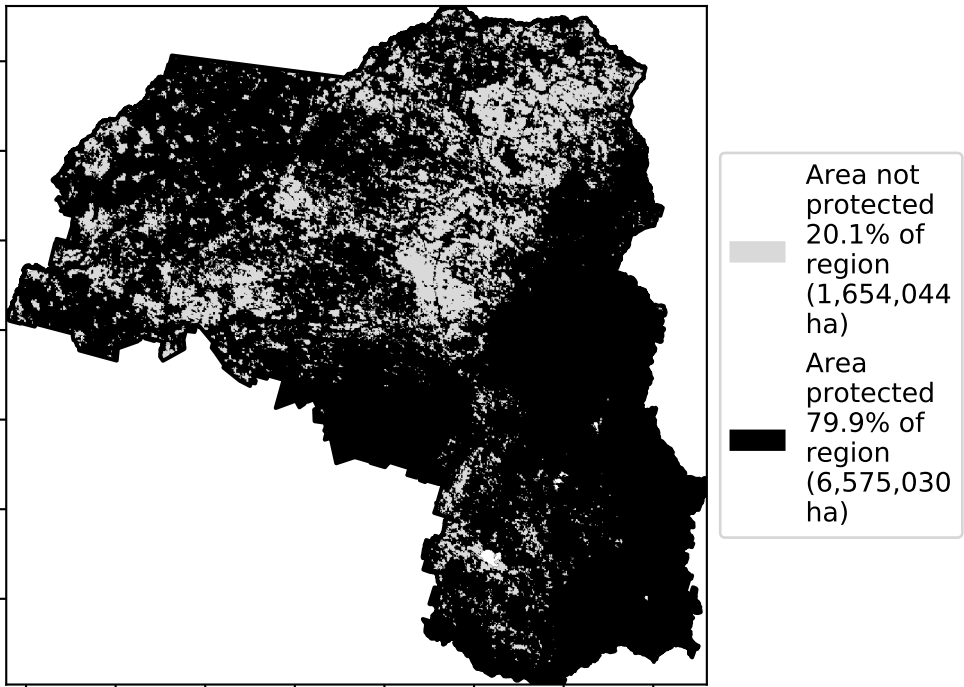 Area not
protected
20.1% of
region
(1,654,044
ha)
Area
protected
79.9% of
region
(6,575,030
ha)